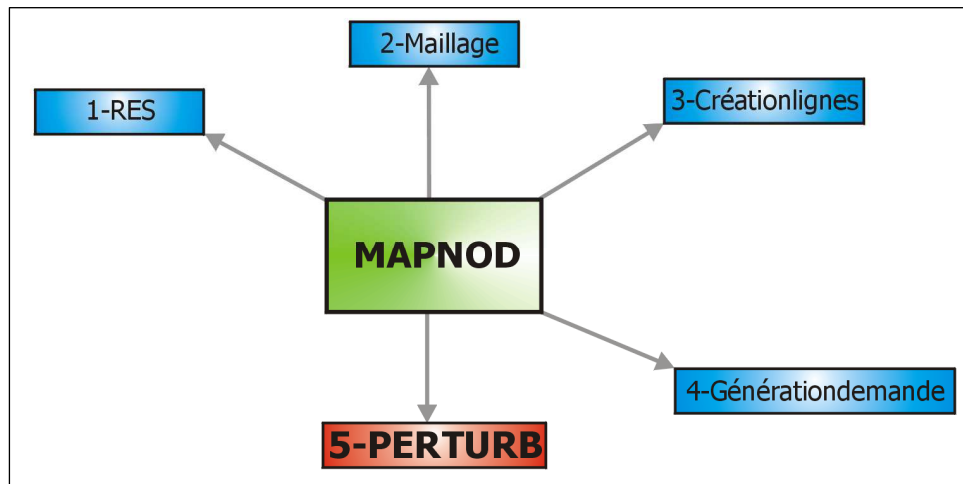 2-Maillage
1-RES
3-Créationlignes
MAPNOD
4-Générationdemande
5-PERTURB